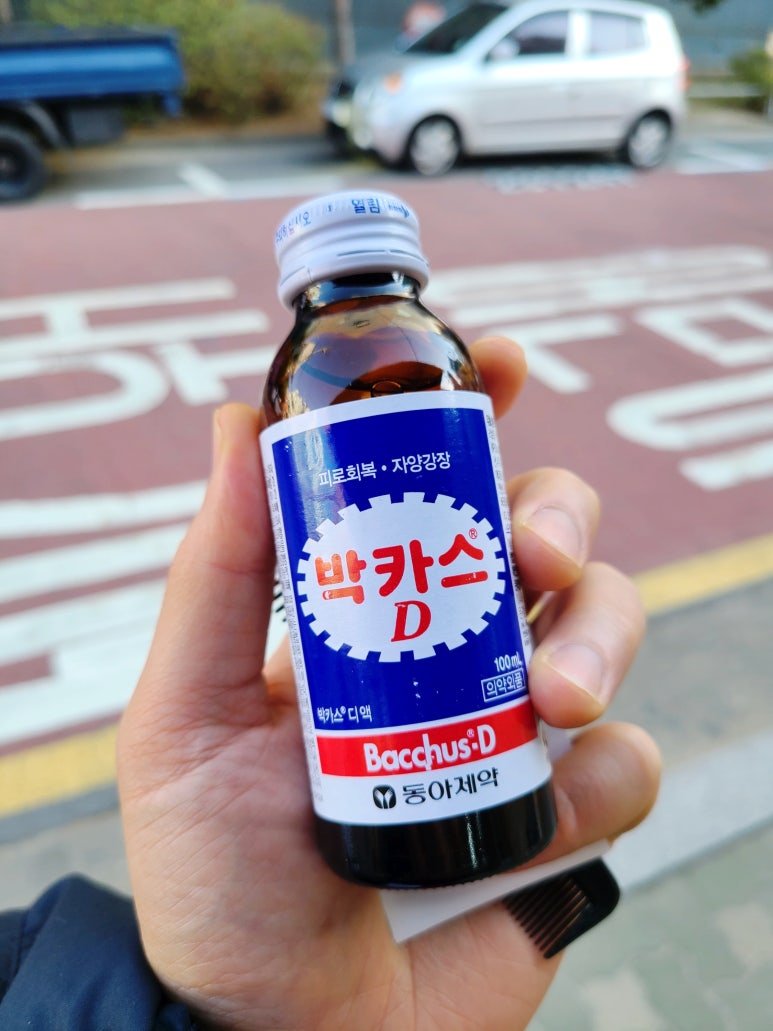 열림
피로회복 • 자양강장
박카스®
D
100mL
의약외품
박카스® 디액
Bacchus®·D
동아제약